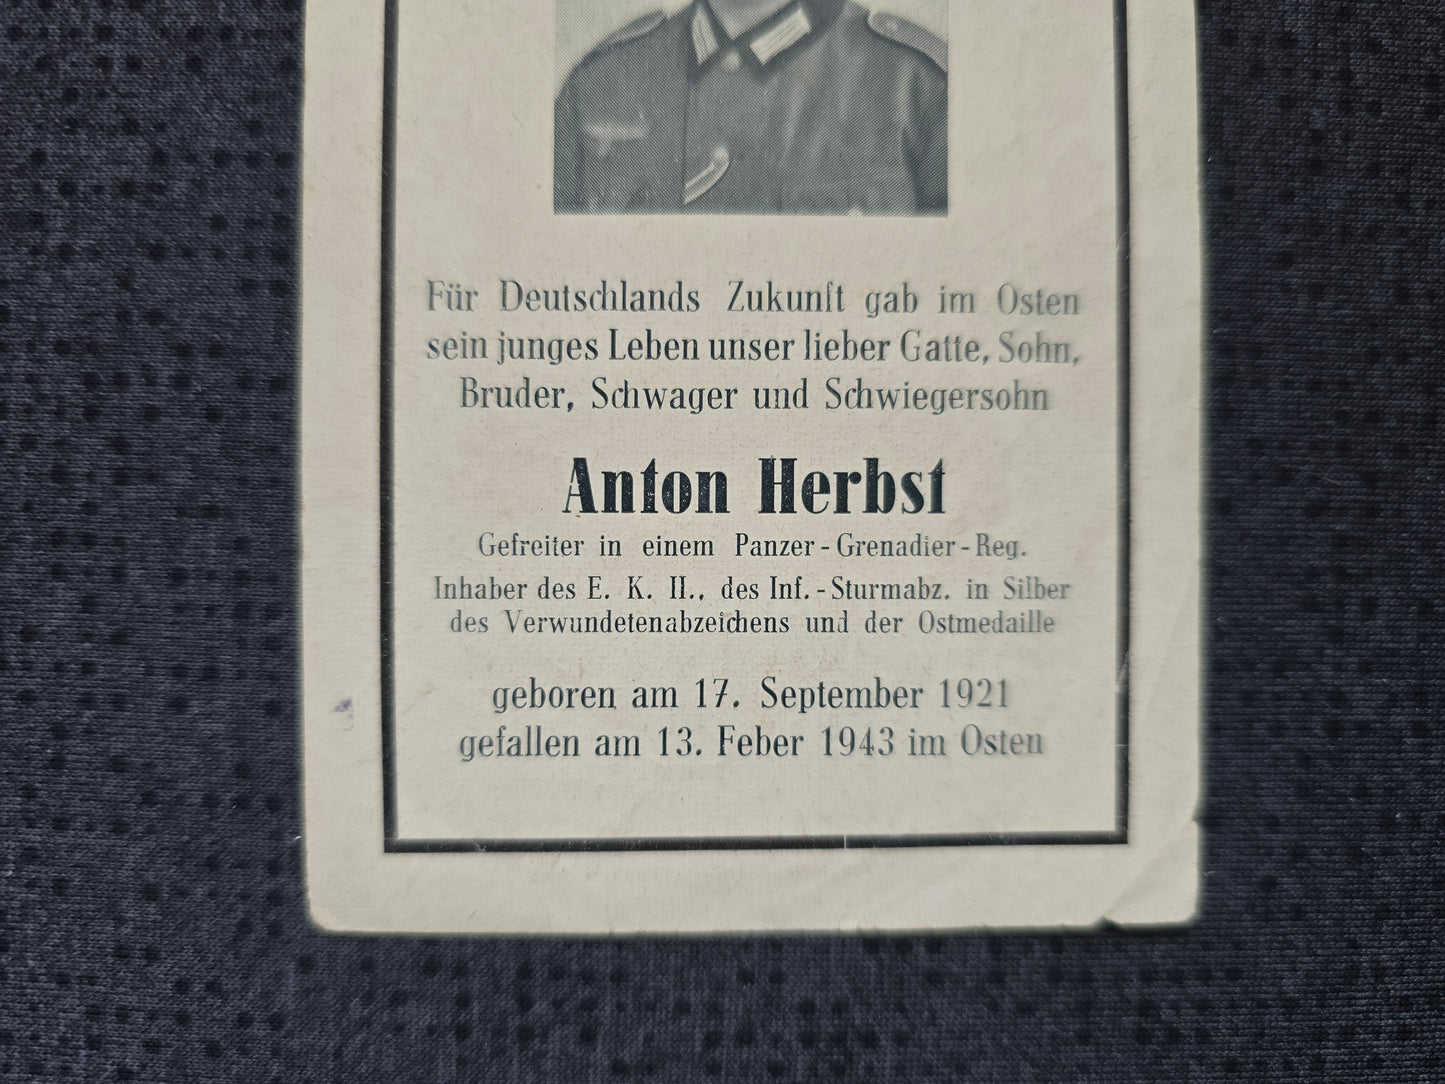 Für Deutschlands Zukunft gab im Osten
sein junges Leben unser lieber Gatte, Sohn,
Bruder, Schwager und Schwiegersohn
Anton Herbst
Gefreiter in einem Panzer-Grenadier-Reg.
Inhaber des E. K. II., des Inf.-Sturmabz. in Silber
des Verwundetenabzeichens und der Ostmedaille
geboren am 17. September 1921
gefallen am 13. Feber 1943 im Osten